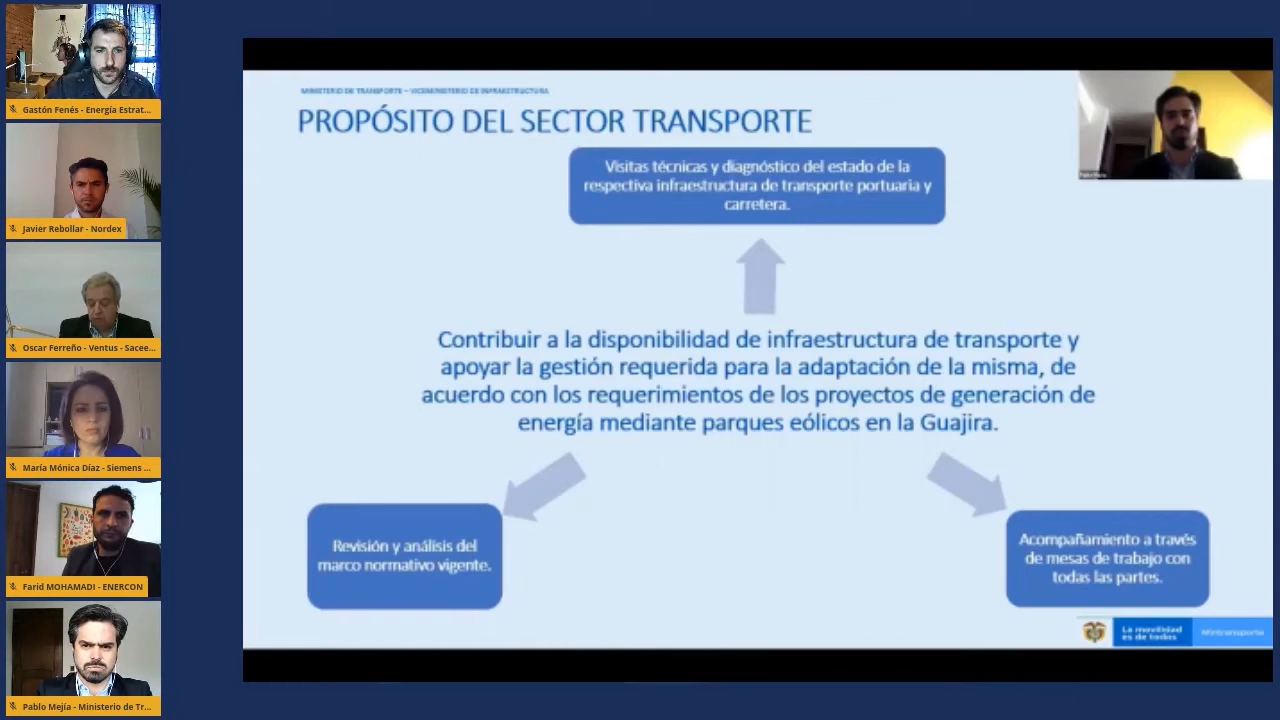 Gastón Fenés - Energía Estrat...
Javier Rebollar - Nordex
Oscar Ferreño - Ventus - Sacee...
María Mónica Díaz - Siemens ...
Farid MOHAMADI - ENERCON
Pablo Mejía - Ministerio de Tr...
MINISTERIO DE TRANSPORTE – VICEMINISTERIO DE INFRAESTRUCTURA
PROPÓSITO DEL SECTOR TRANSPORTE
Visitas técnicas y diagnóstico del estado de la
respectiva infraestructura de transporte portuaria y
carretera.
Contribuir a la disponibilidad de infraestructura de transporte y
apoyar la gestión requerida para la adaptación de la misma, de
acuerdo con los requerimientos de los proyectos de generación de
energía mediante parques eólicos en la Guajira.
Revisión y análisis del
marco normativo vigente.
Acompañamiento a través
de mesas de trabajo con
todas las partes.
La movilidad
es de todos
Mintransporte